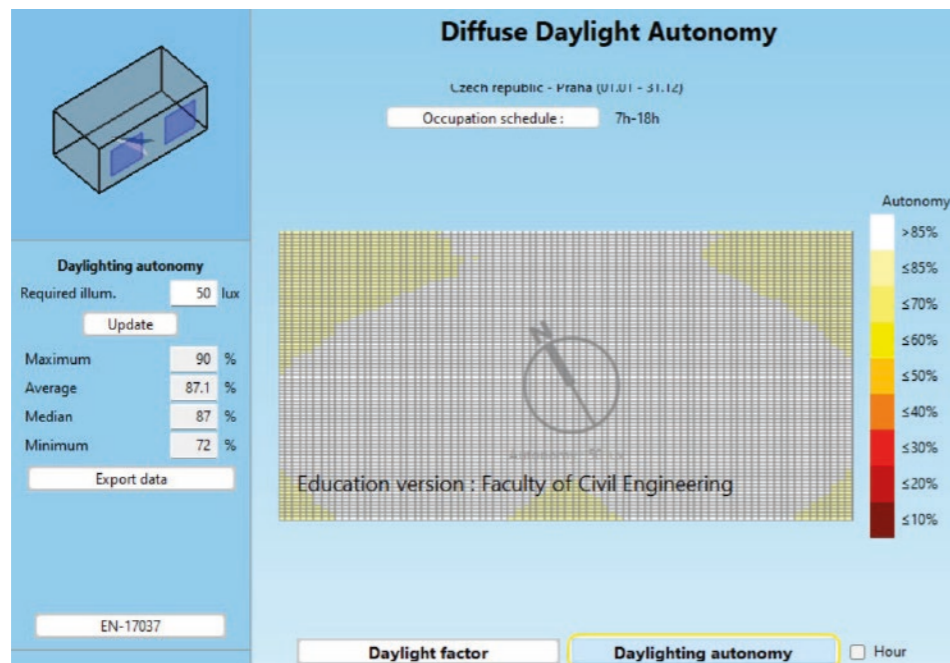 Diffuse Daylight Autonomy
Czech republic - Praha (01.01 - 31.12)
Occupation schedule : 7h-18h
Daylighting autonomy
Required illum. 50 lux
Update
Maximum 90 %
Average 87.1 %
Median 87 %
Minimum 72 %
Export data
EN-17037
N
Education version : Faculty of Civil Engineering
Autonomy
>85%
≤85%
≤70%
≤60%
≤50%
≤40%
≤30%
≤20%
≤10%
Daylight factor
Daylighting autonomy
Hour